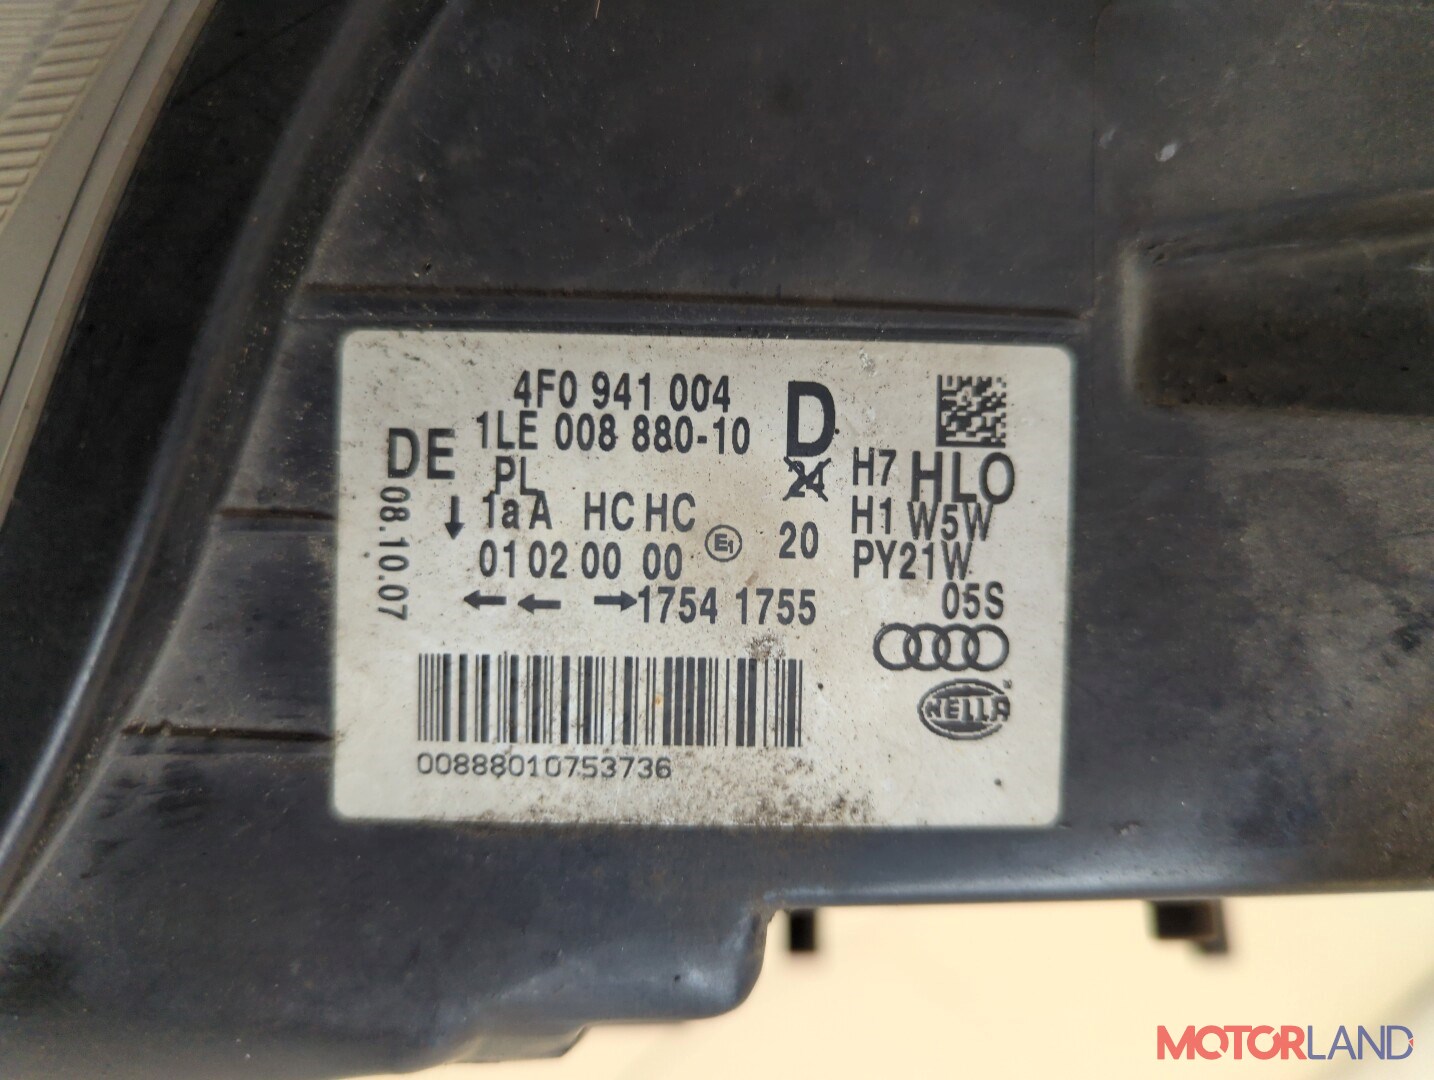 4F0 941 004
D
1LE 008 880-10
DE
PL
24
H7 HLO
↓ 1a A HC HC
E1
20
H1 W5W
01 02 00 00
PY21W
← ← → 1754 1755
05S
08.10.07
HELLA
00888010753736
MOTORLAND